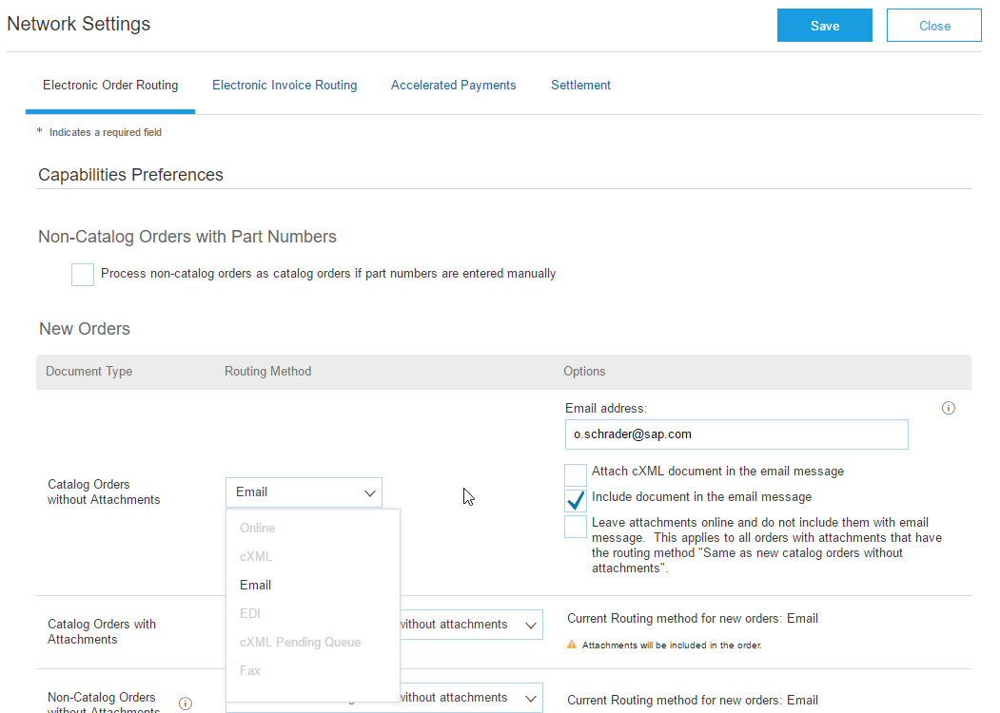 Network Settings
Save
Close
Electronic Order Routing
Electronic Invoice Routing
Accelerated Payments
Settlement
* Indicates a required field
Capabilities Preferences
Non-Catalog Orders with Part Numbers
Process non-catalog orders as catalog orders if part numbers are entered manually
New Orders
Document Type
Routing Method
Options
Email address:
o.schrader@sap.com
Catalog Orders
without Attachments
Email
Attach cXML document in the email message
Include document in the email message
Leave attachments online and do not include them with email
message. This applies to all orders with attachments that have
the routing method "Same as new catalog orders without
attachments".
Online
cXML
Email
EDI
cXML Pending Queue
Fax
Catalog Orders with
Attachments
without attachments
Current Routing method for new orders: Email
Attachments will be included in the order.
Non-Catalog Orders
without Attachments
without attachments
Current Routing method for new orders: Email